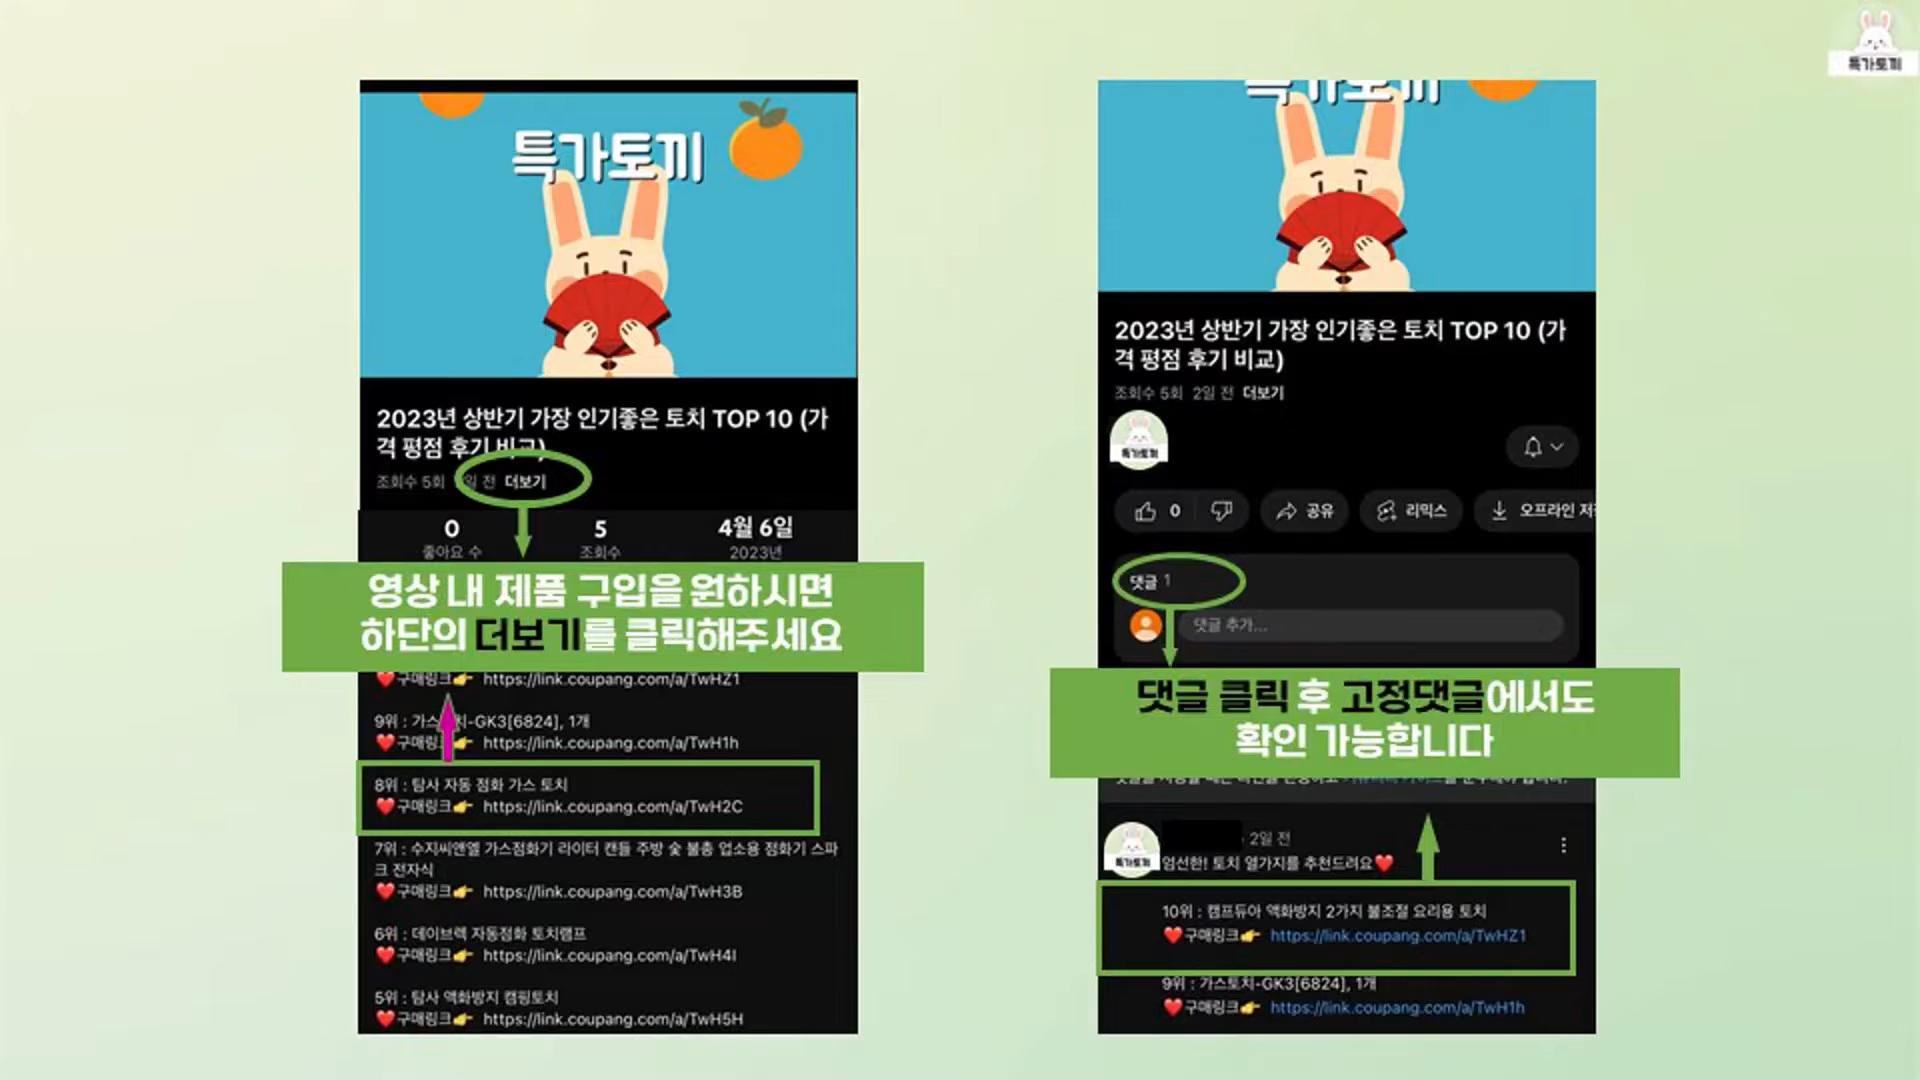 특가토끼
특가토끼
2023년 상반기 가장 인기좋은 토치 TOP 10 (가
격 평점 후기 비교)
조회수 5회 일 전 더보기
0 5 4월 6일
좋아요 수 조회수 2023년
영상 내 제품 구입을 원하시면
하단의 더보기를 클릭해주세요
❤️구매링크👉 https://link.coupang.com/a/TwHZ1
9위 : 가스토치-GK3[6824], 1개
❤️구매링크👉 https://link.coupang.com/a/TwH1h
8위 : 탐사 자동 점화 가스 토치
❤️구매링크👉 https://link.coupang.com/a/TwH2C
7위 : 수지씨앤엘 가스점화기 라이터 캔들 주방 숯 불총 업소용 점화기 스파
크 전자식
❤️구매링크👉 https://link.coupang.com/a/TwH3B
6위 : 데이브렉 자동점화 토치램프
❤️구매링크👉 https://link.coupang.com/a/TwH4I
5위 : 탐사 액화방지 캠핑토치
❤️구매링크👉 https://link.coupang.com/a/TwH5H
특가토끼
2023년 상반기 가장 인기좋은 토치 TOP 10 (가
격 평점 후기 비교)
조회수 5회 2일 전 더보기
특가토끼
0 공유 리믹스 오프라인 저
댓글 1
댓글 추가...
댓글 클릭 후 고정댓글에서도
확인 가능합니다
· 2일 전
특가토끼
엄선한! 토치 열가지를 추천드려요❤️
10위 : 캠프듀아 액화방지 2가지 불조절 요리용 토치
❤️구매링크👉 https://link.coupang.com/a/TwHZ1
9위 : 가스토치-GK3[6824], 1개
❤️구매링크👉 https://link.coupang.com/a/TwH1h